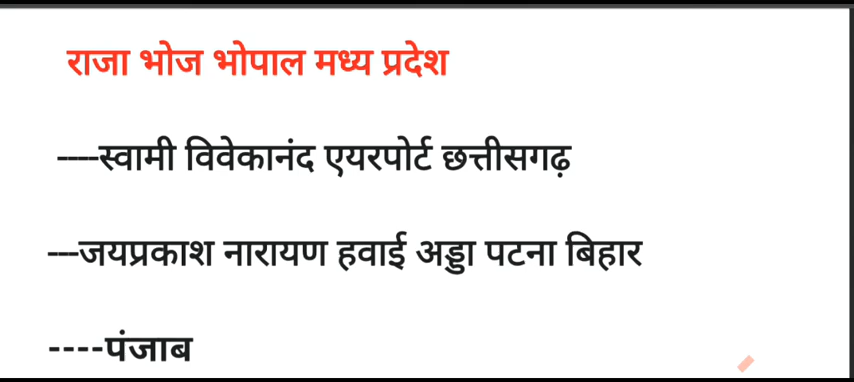 राजा भोज भोपाल मध्य प्रदेश
----स्वामी विवेकानंद एयरपोर्ट छत्तीसगढ़
---जयप्रकाश नारायण हवाई अड्डा पटना बिहार
----पंजाब